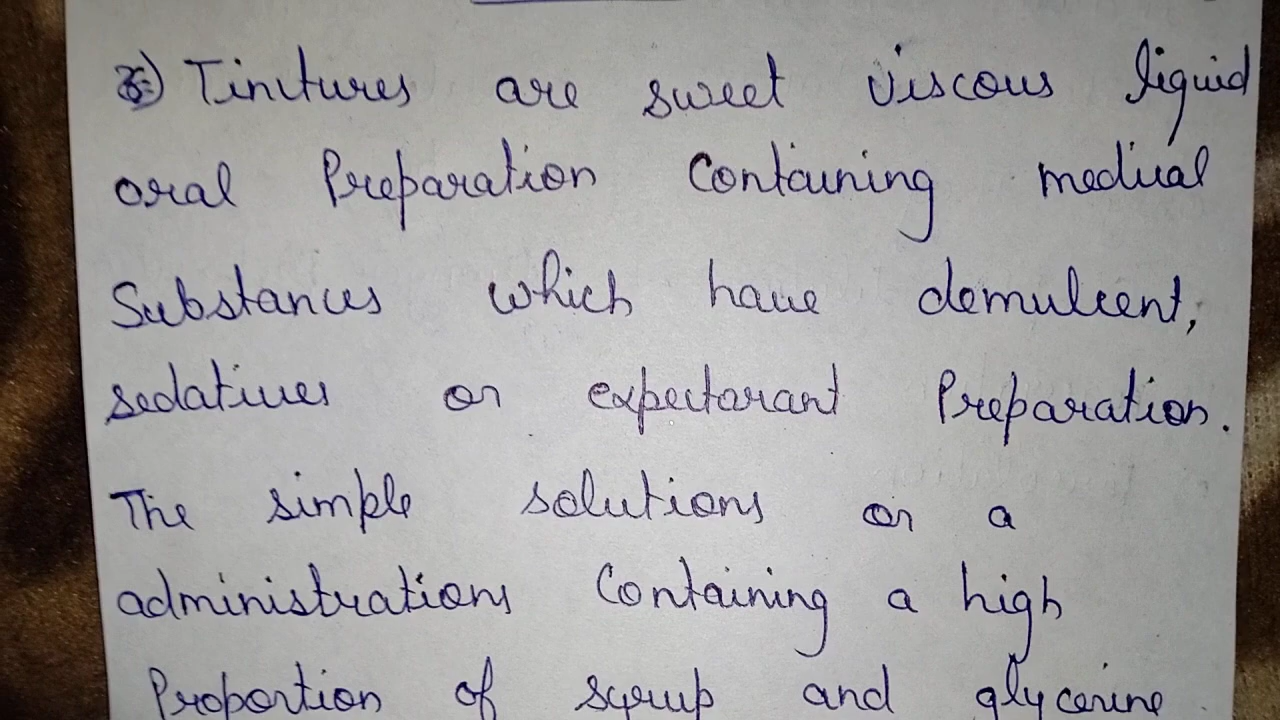 Tinctures are sweet viscous liquid
oral Preparation Containing medical
Substances which have demulcent,
sedatives or expectorant Preparation.
The simple solutions or a
administrations Containing a high
Proportion of syrup and glycerine